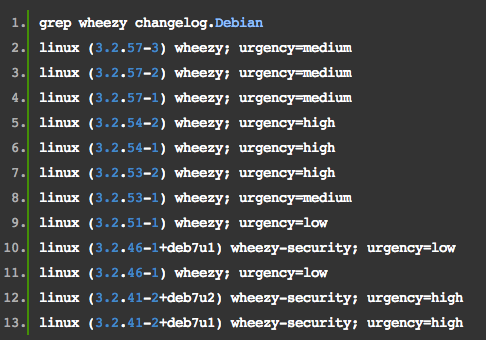 1. grep wheezy changelog.Debian
2. linux (3.2.57-3) wheezy; urgency=medium
3. linux (3.2.57-2) wheezy; urgency=medium
4. linux (3.2.57-1) wheezy; urgency=medium
5. linux (3.2.54-2) wheezy; urgency=high
6. linux (3.2.54-1) wheezy; urgency=high
7. linux (3.2.53-2) wheezy; urgency=high
8. linux (3.2.53-1) wheezy; urgency=medium
9. linux (3.2.51-1) wheezy; urgency=low
10. linux (3.2.46-1+deb7u1) wheezy-security; urgency=low
11. linux (3.2.46-1) wheezy; urgency=low
12. linux (3.2.41-2+deb7u2) wheezy-security; urgency=high
13. linux (3.2.41-2+deb7u1) wheezy-security; urgency=high